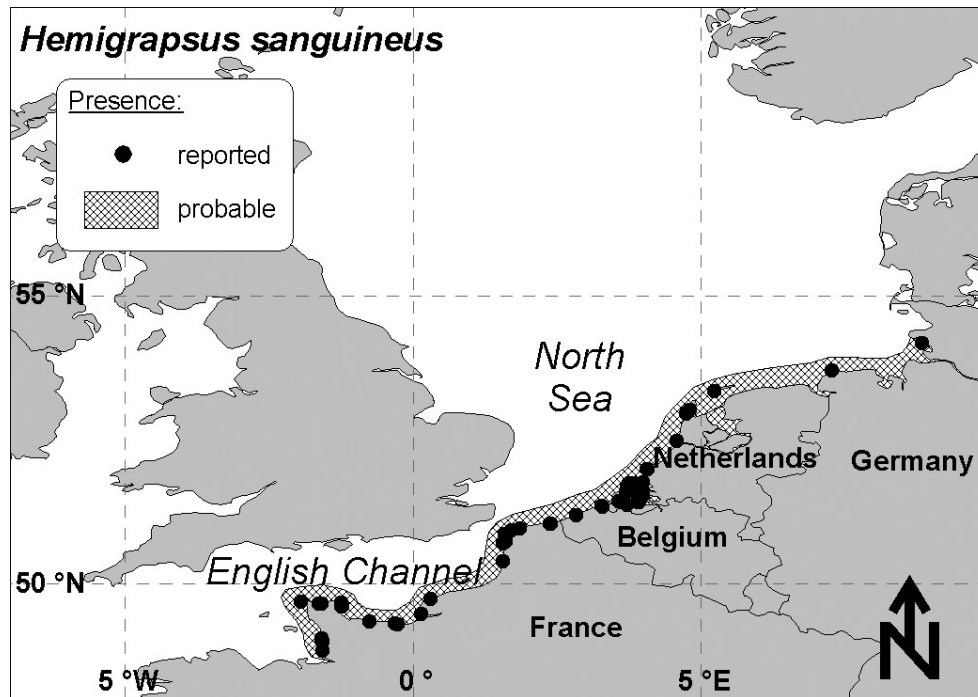 Hemigrapsus sanguineus
Presence:
reported
probable
55 °N
North
Sea
Netherlands
Germany
Belgium
English Channel
50 °N
France
N
5 °W
0 °
5 °E